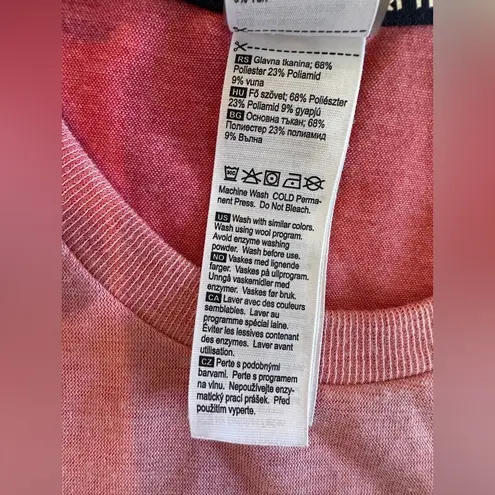 RS Glavna tkanina; 68%
Poliester 23% Poliamid
9% vuna
HU Fő szövet; 68% Poliészter
23% Poliamid 9% gyapjú
BG Основна тъкан; 68%
Полиестер 23% полиамид
9% Вълна
Machine Wash COLD Perma-
nent Press. Do Not Bleach.
US Wash with similar colors.
Wash using wool program.
Avoid enzyme washing
powder. Wash before use.
NO Vaskes med lignende
farger. Vaskes på ullprogram.
Unngå vaskemidler med
enzymer. Vaskes før bruk.
CA Laver avec des couleurs
semblables. Laver au
programme spécial laine.
Éviter les lessives contenant
des enzymes. Laver avant
utilisation.
CZ Perte s podobnými
barvami. Perte s programem
na vlnu. Nepoužívejte enzy-
matický prací prášek. Před
použitím vyperte.